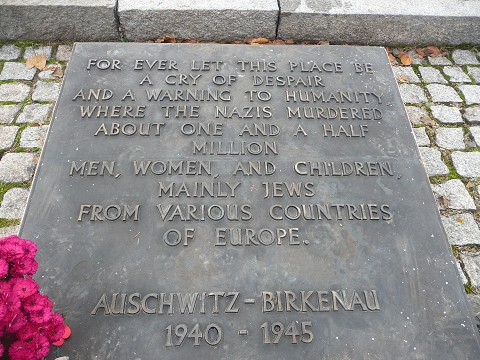 FOR EVER LET THIS PLACE BE
A CRY OF DESPAIR
AND A WARNING TO HUMANITY,
WHERE THE NAZIS MURDERED
ABOUT ONE AND A HALF
MILLION
MEN, WOMEN, AND CHILDREN,
MAINLY JEWS
FROM VARIOUS COUNTRIES
OF EUROPE.
AUSCHWITZ-BIRKENAU
1940 - 1945